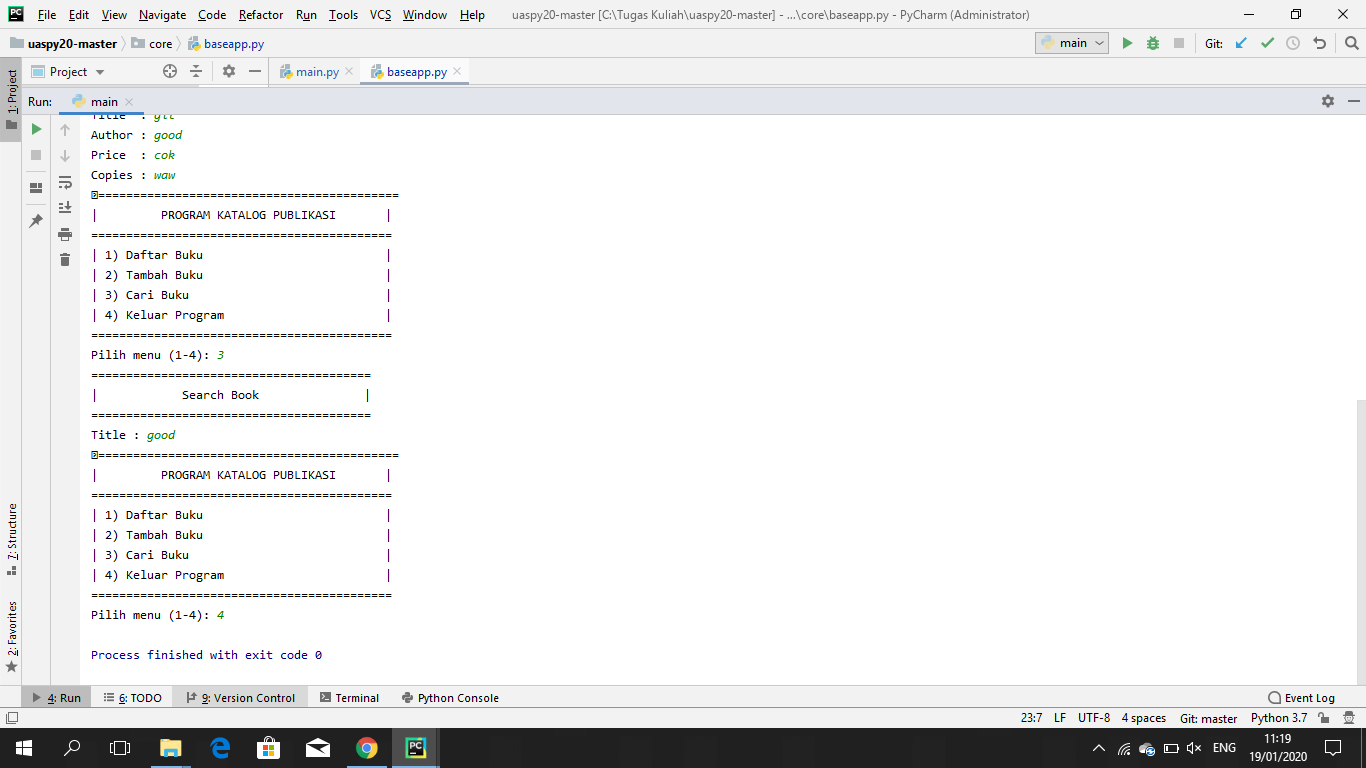 File Edit View Navigate Code Refactor Run Tools VCS Window Help uaspy20-master [C:\Tugas Kuliah\uaspy20-master] - ...\core\baseapp.py - PyCharm (Administrator)
uaspy20-master core baseapp.py main Git:
1: Project Project main.py baseapp.py
Run: main
Title : git
Author : good
Price : cok
Copies : waw
===========================================
| PROGRAM KATALOG PUBLIKASI |
===========================================
| 1) Daftar Buku |
| 2) Tambah Buku |
| 3) Cari Buku |
| 4) Keluar Program |
===========================================
Pilih menu (1-4): 3
========================================
| Search Book |
========================================
Title : good
===========================================
| PROGRAM KATALOG PUBLIKASI |
===========================================
| 1) Daftar Buku |
| 2) Tambah Buku |
| 3) Cari Buku |
| 4) Keluar Program |
===========================================
Pilih menu (1-4): 4
Process finished with exit code 0
7: Structure
2: Favorites
4: Run 6: TODO 9: Version Control Terminal Python Console Event Log
23:7 LF UTF-8 4 spaces Git: master Python 3.7
ENG 11:19
19/01/2020